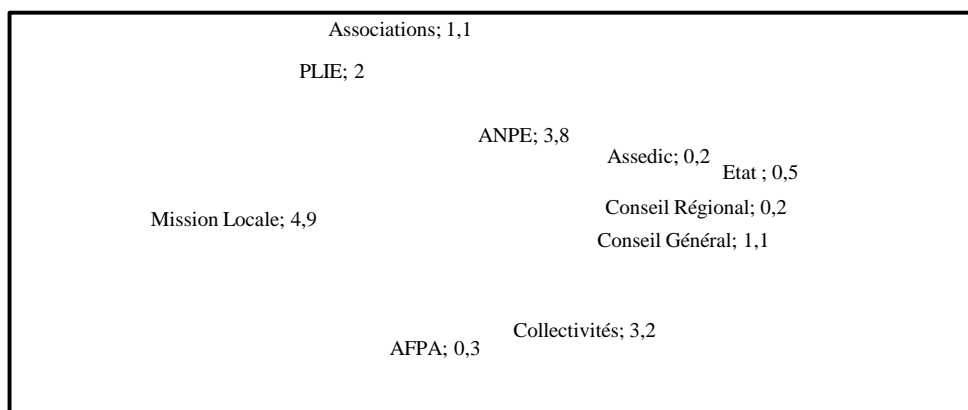 Associations; 1,1
PLIE; 2
ANPE; 3,8
Assedic; 0,2
Etat ; 0,5
Conseil Régional; 0,2
Mission Locale; 4,9
Conseil Général; 1,1
Collectivités; 3,2
AFPA; 0,3